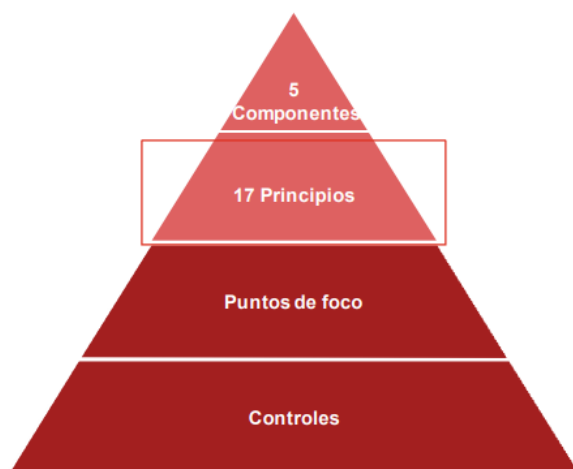 5
Componentes
17 Principios
Puntos de foco
Controles